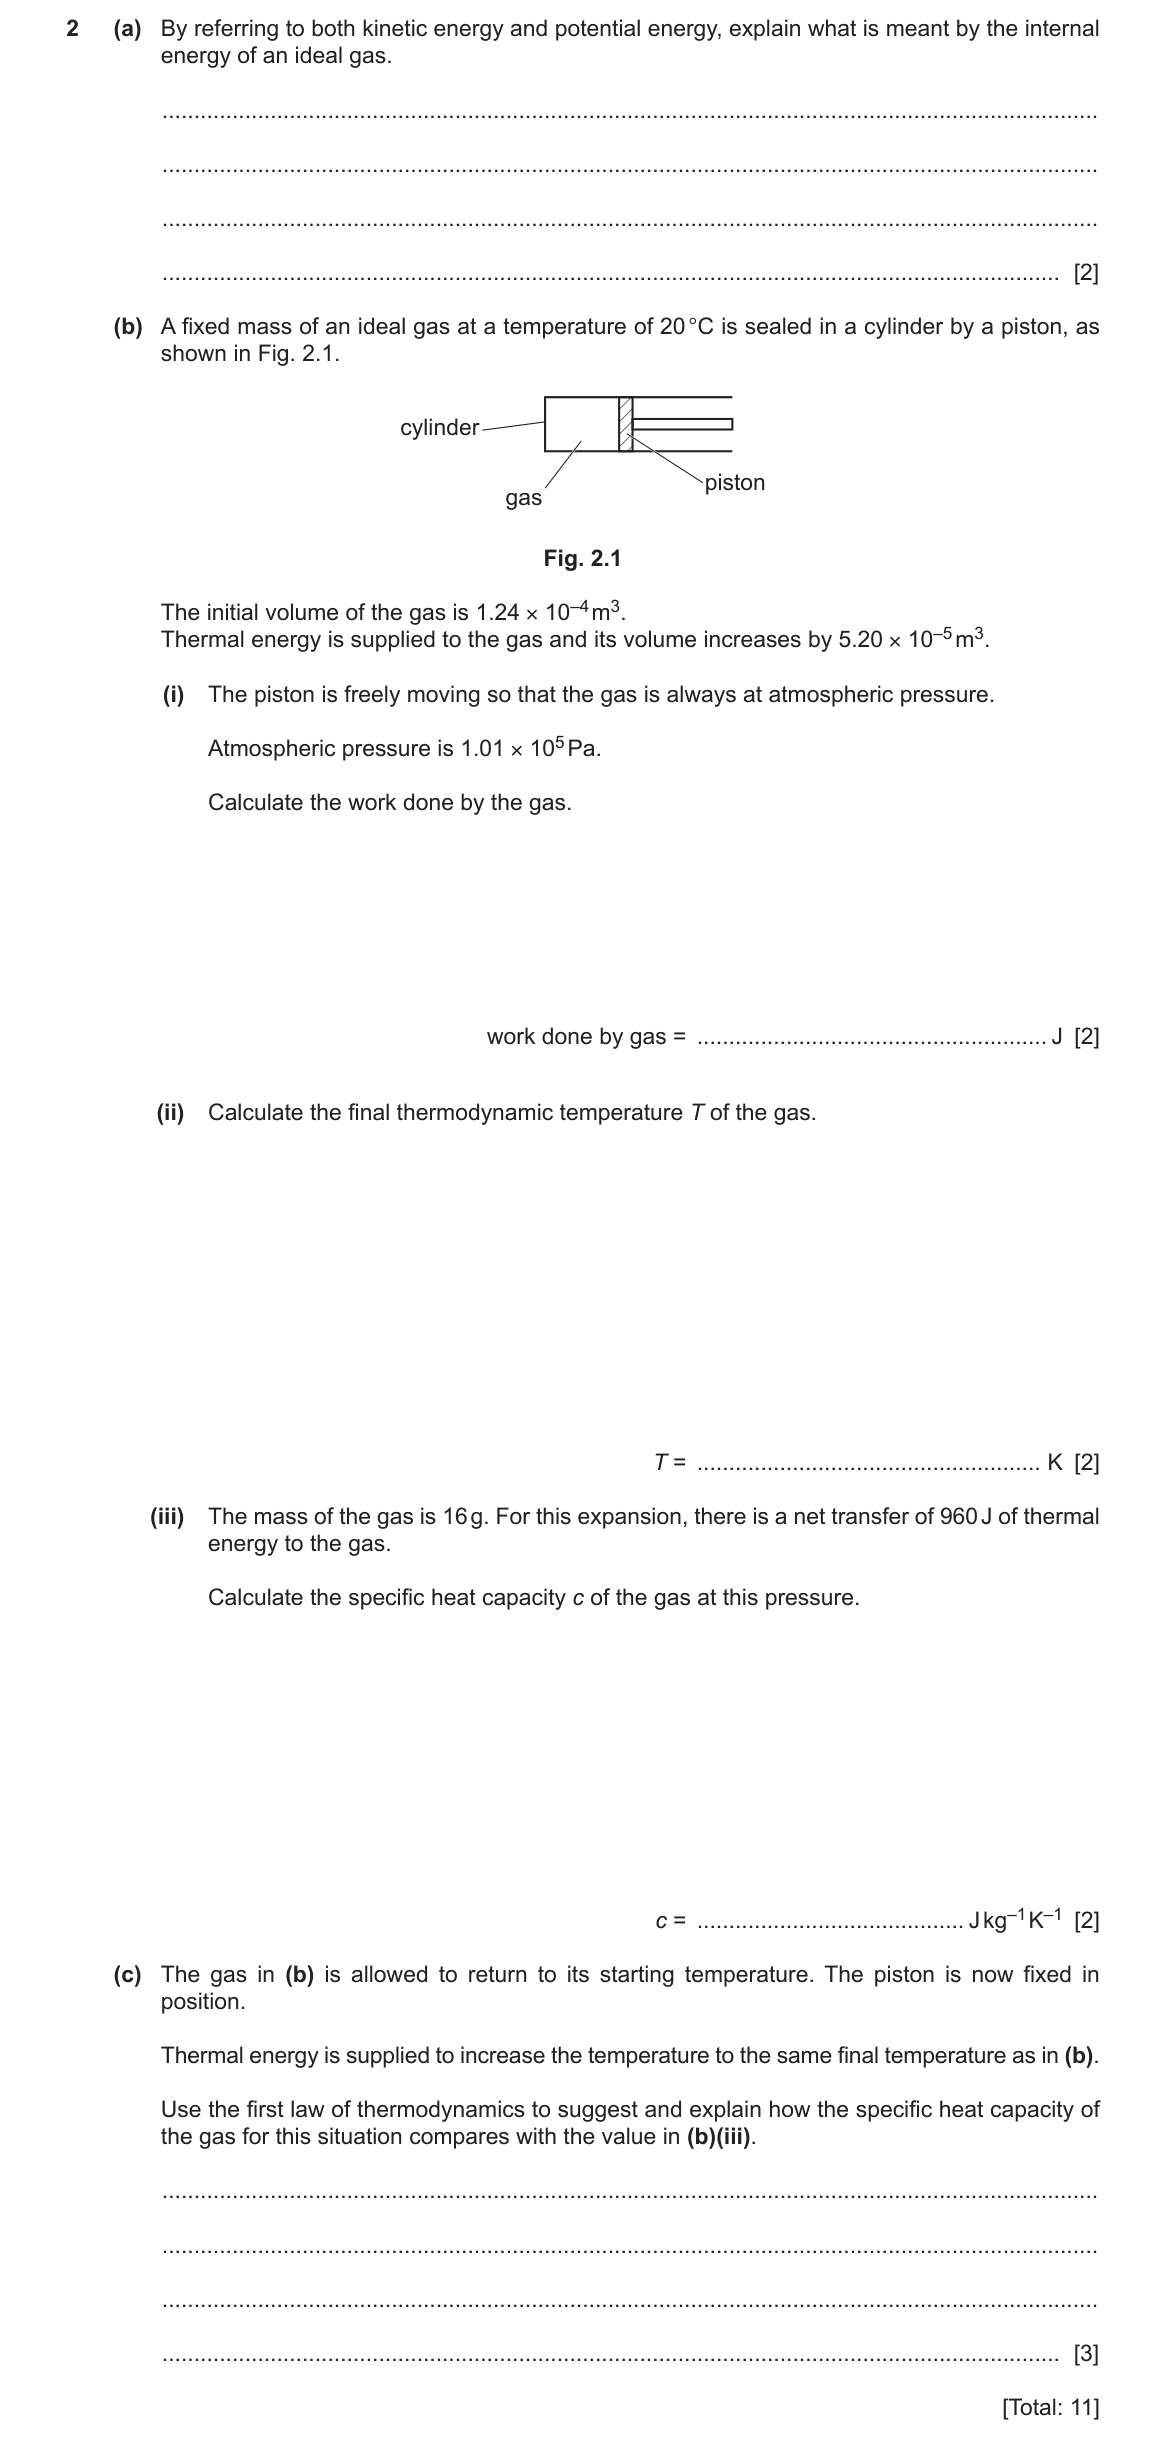 2 (a) By referring to both kinetic energy and potential energy, explain what is meant by the internal
energy of an ideal gas.
..........................................................................................
..........................................................................................
..........................................................................................
.......................................................................................... [2]
(b) A fixed mass of an ideal gas at a temperature of 20 °C is sealed in a cylinder by a piston, as
shown in Fig. 2.1.
cylinder
gas
piston
Fig. 2.1
The initial volume of the gas is 1.24 × 10⁻⁴ m³.
Thermal energy is supplied to the gas and its volume increases by 5.20 × 10⁻⁵ m³.
(i) The piston is freely moving so that the gas is always at atmospheric pressure.
Atmospheric pressure is 1.01 × 10⁵ Pa.
Calculate the work done by the gas.
work done by gas = .................................................. J [2]
(ii) Calculate the final thermodynamic temperature T of the gas.
T = .................................................. K [2]
(iii) The mass of the gas is 16 g. For this expansion, there is a net transfer of 960 J of thermal
energy to the gas.
Calculate the specific heat capacity c of the gas at this pressure.
c = .......................................... J kg⁻¹ K⁻¹ [2]
(c) The gas in (b) is allowed to return to its starting temperature. The piston is now fixed in
position.
Thermal energy is supplied to increase the temperature to the same final temperature as in (b).
Use the first law of thermodynamics to suggest and explain how the specific heat capacity of
the gas for this situation compares with the value in (b)(iii).
..........................................................................................
..........................................................................................
..........................................................................................
.......................................................................................... [3]
[Total: 11]